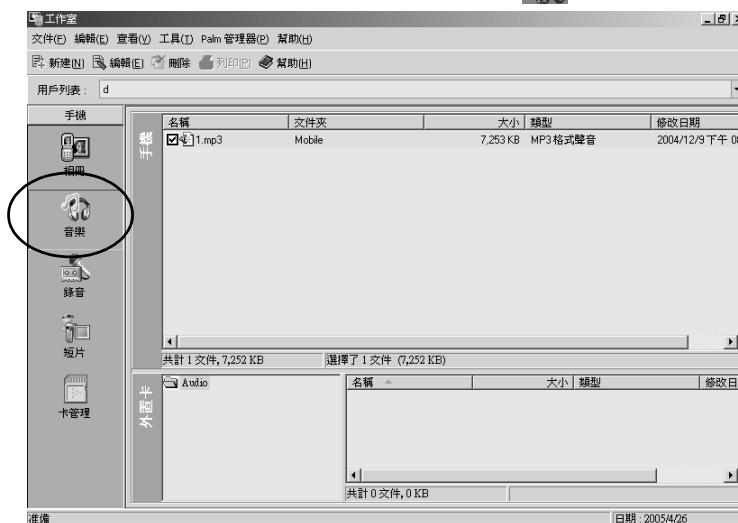 工作室
文件(F) 編輯(E) 查看(V) 工具(T) Palm 管理器(P) 幫助(H)
新建(N) 編輯(E) 刪除 列印(P) 幫助(H)
用戶列表： d
手機
相冊
音樂
錄音
短片
卡管理
手機
名稱 文件夾 大小 類型 修改日期
1.mp3 Mobile 7,253 KB MP3 格式聲音 2004/12/9 下午 0
共計 1 文件, 7,252 KB 選擇了 1 文件 (7,252 KB)
外置卡
Audio
名稱 大小 類型 修改日
共計 0 文件, 0 KB
准備 日期 : 2005/4/26